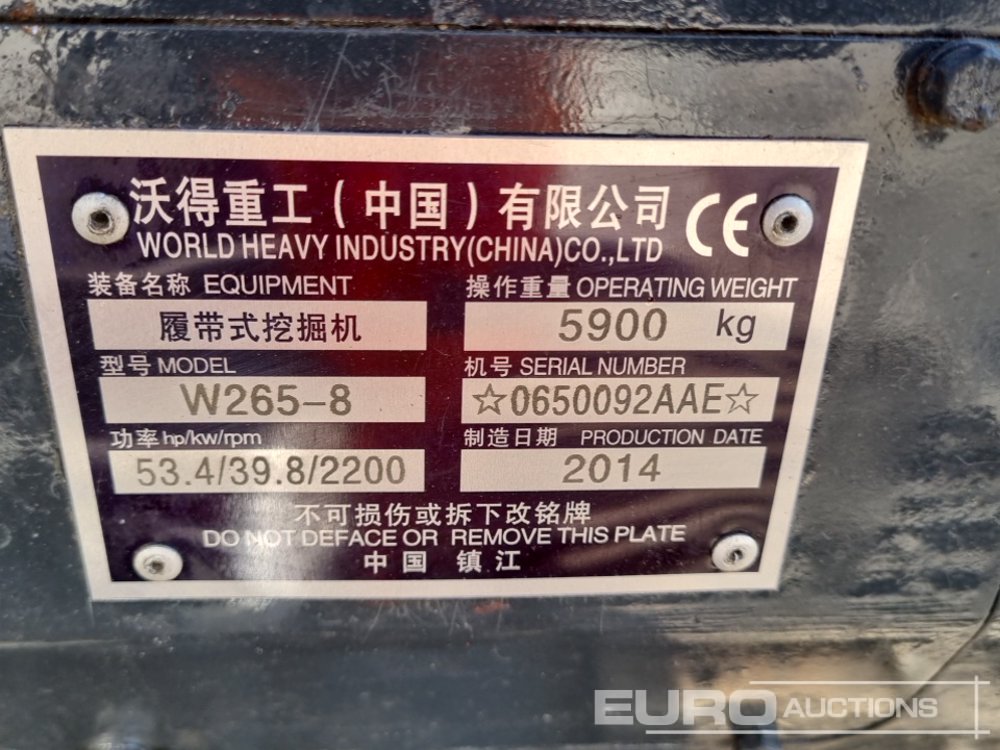 沃得重工(中国)有限公司 CE
WORLD HEAVY INDUSTRY(CHINA)CO.,LTD
装备名称 EQUIPMENT
履带式挖掘机
操作重量 OPERATING WEIGHT
5900 kg
型号 MODEL
W265-8
机号 SERIAL NUMBER
☆0650092AAE☆
功率 hp/kw/rpm
53.4/39.8/2200
制造日期 PRODUCTION DATE
2014
不可损伤或拆下改铭牌
DO NOT DEFACE OR REMOVE THIS PLATE
中国 镇江
EURO AUCTIONS